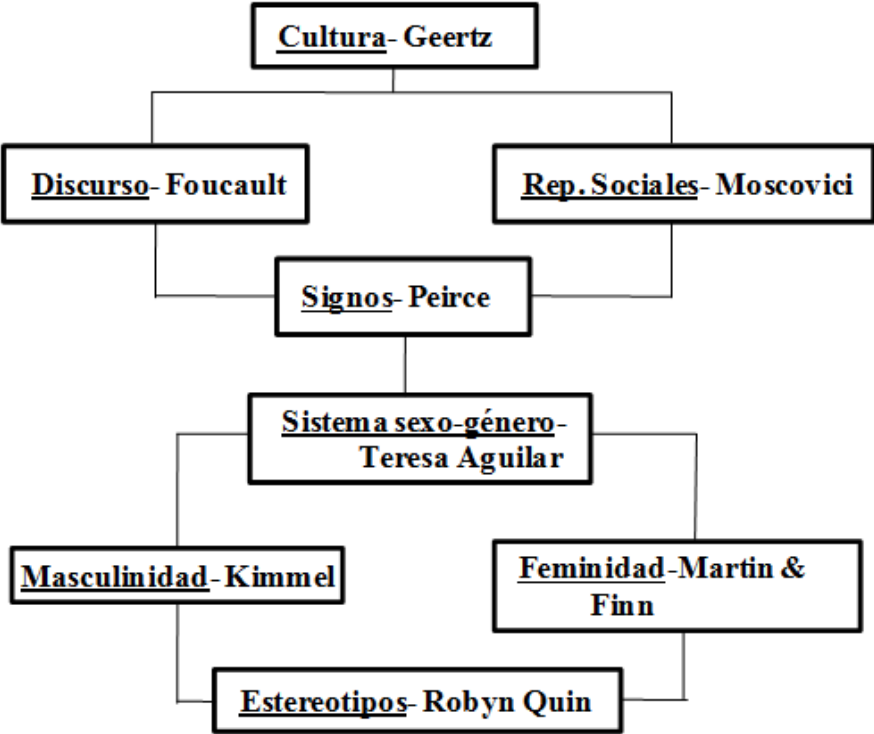 Cultura- Geertz
Discurso- Foucault
Rep. Sociales- Moscovici
Signos- Peirce
Sistema sexo-género-
Teresa Aguilar
Masculinidad- Kimmel
Feminidad-Martin &
Finn
Estereotipos- Robyn Quin